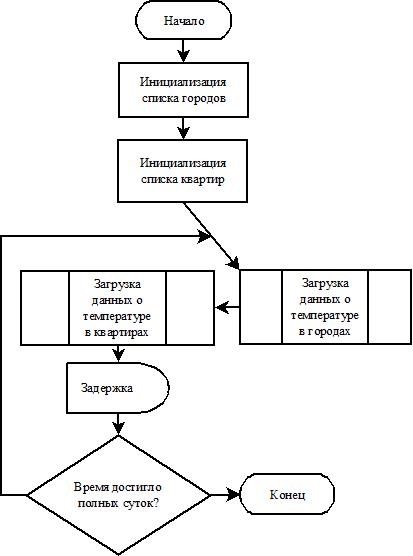 Начало
Инициализация
списка городов
Инициализация
списка квартир
Загрузка
данных о
температуре
в городах
Загрузка
данных о
температуре
в квартирах
Задержка
Время достигло
полных суток?
Конец